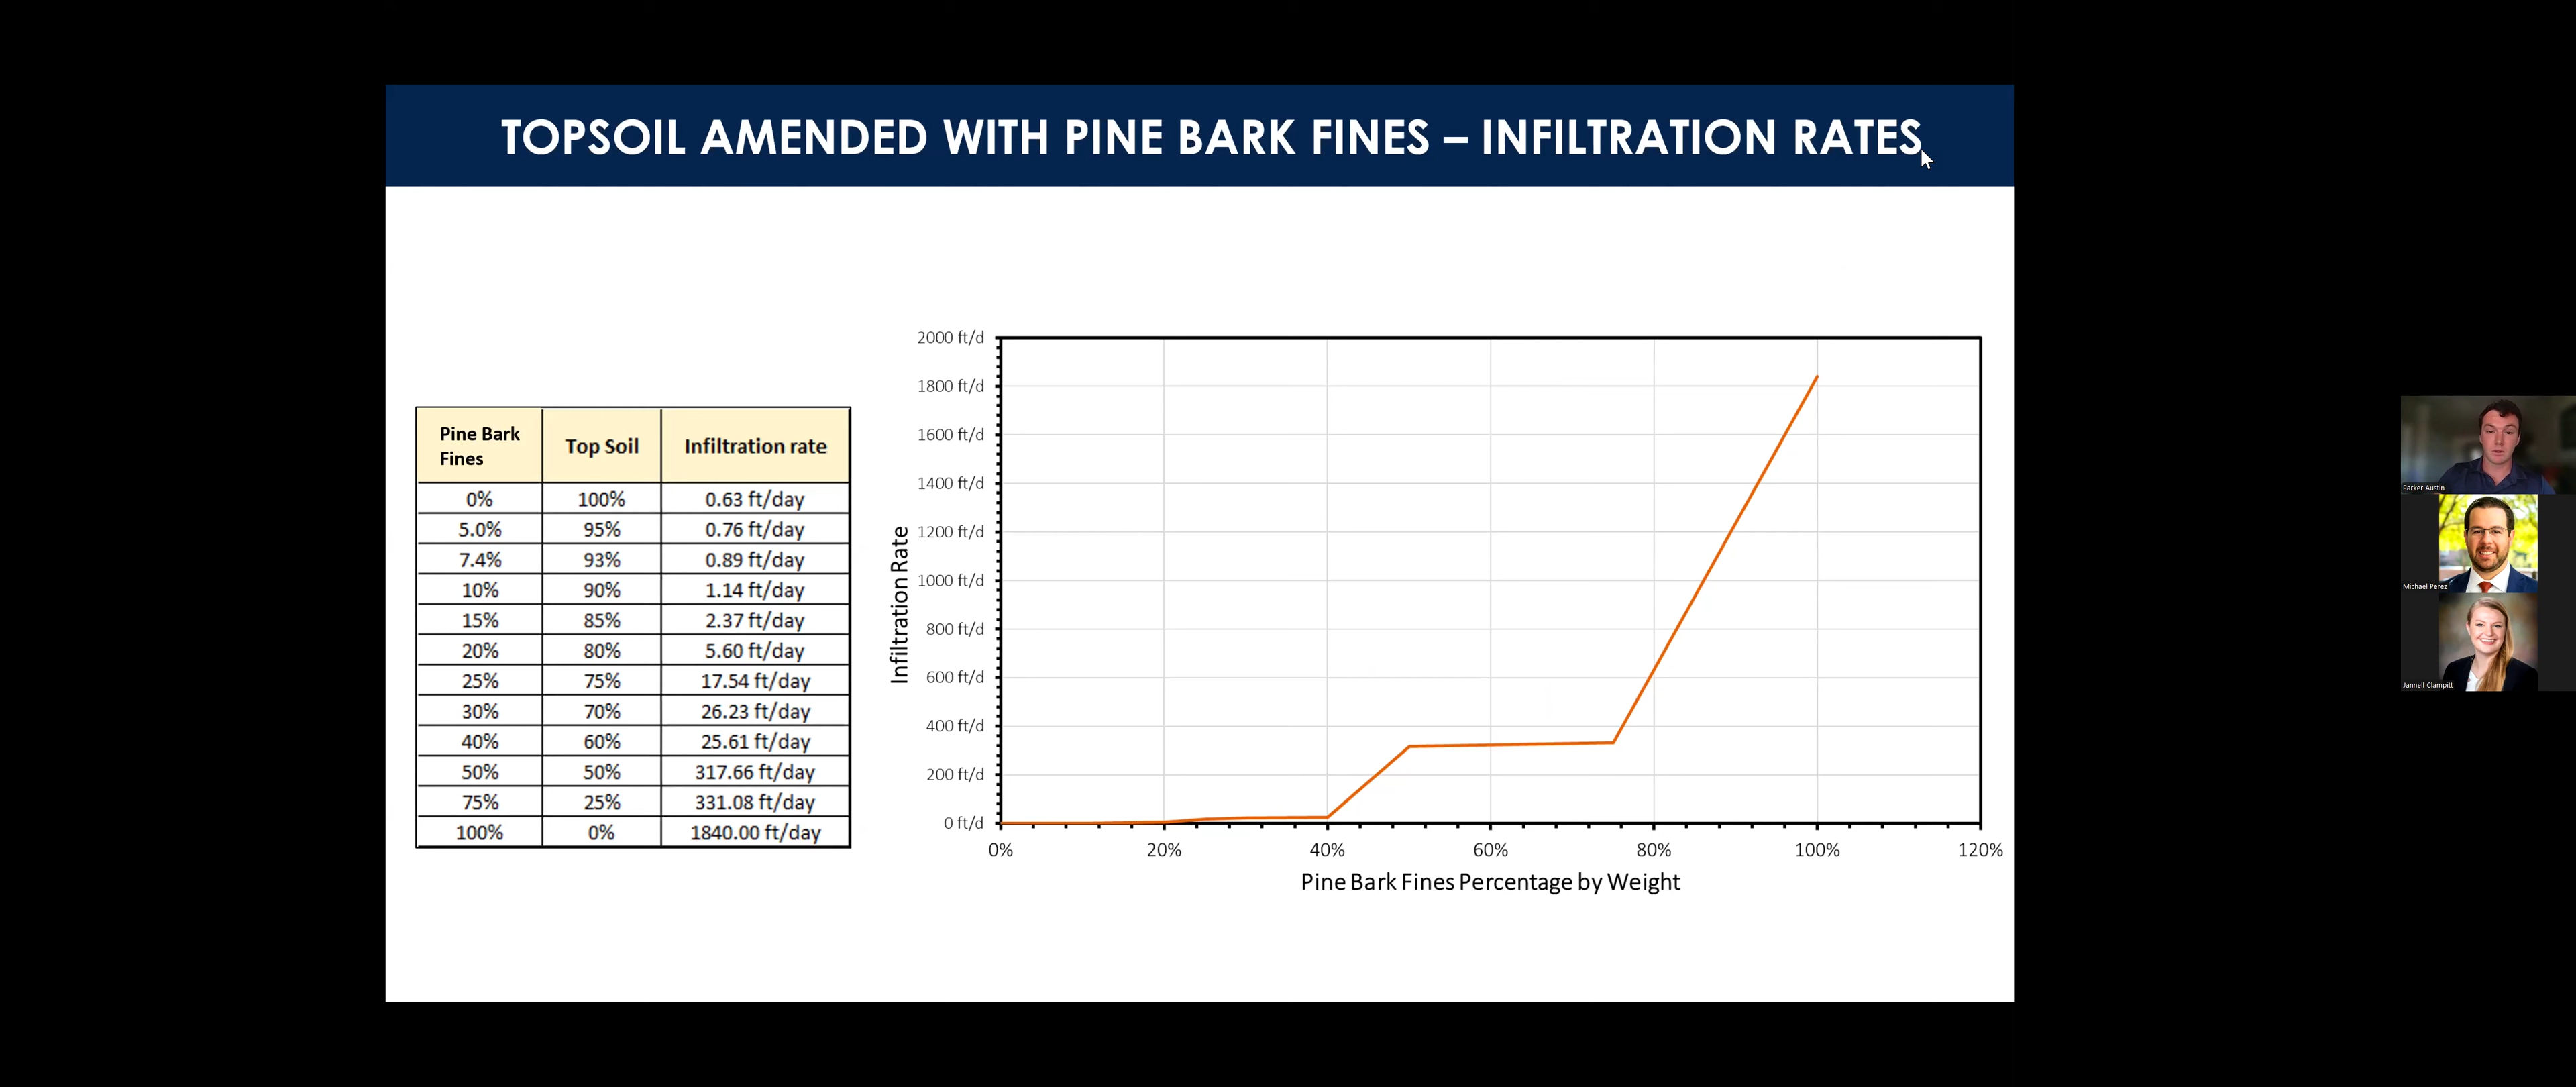 TOPSOIL AMENDED WITH PINE BARK FINES – INFILTRATION RATES
Pine Bark Fines Top Soil Infiltration rate
0% 100% 0.63 ft/day
5.0% 95% 0.76 ft/day
7.4% 93% 0.89 ft/day
10% 90% 1.14 ft/day
15% 85% 2.37 ft/day
20% 80% 5.60 ft/day
25% 75% 17.54 ft/day
30% 70% 26.23 ft/day
40% 60% 25.61 ft/day
50% 50% 317.66 ft/day
75% 25% 331.08 ft/day
100% 0% 1840.00 ft/day
Infiltration Rate
2000 ft/d
1800 ft/d
1600 ft/d
1400 ft/d
1200 ft/d
1000 ft/d
800 ft/d
600 ft/d
400 ft/d
200 ft/d
0 ft/d
0% 20% 40% 60% 80% 100% 120%
Pine Bark Fines Percentage by Weight
Parker Austin
Michael Perez
Jannell Clampitt